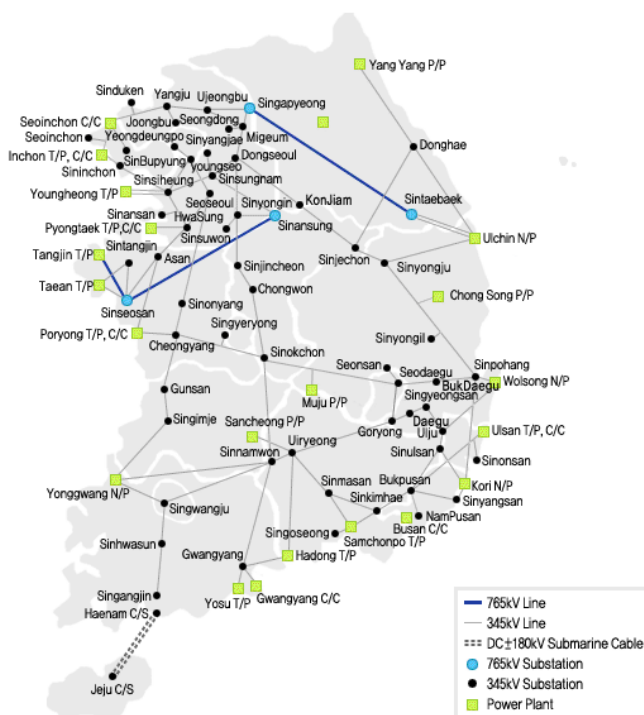 Yang Yang P/P
Sinduken
Yangju
Ujeongbu
Singapyeong
Seoinchon C/C
Joongbu
Seongdong
Seoinchon
Yeongdeungpo
Sinyangjae
Migeum
Donghae
Inchon T/P, C/C
SinBupyung
youngseo
Dongseoul
Sininchon
Sinsiheung
Sinsungnam
Youngheung T/P
Seoseoul
Sinyongin
KonJiam
Sintaebaek
Sinansan
HwaSung
Sinansung
Pyongtaek T/P,C/C
Sinsuwon
Ulchin N/P
Tangjin T/P
Sintangjin
Asan
Sinjechon
Sinyongju
Taean T/P
Sinjincheon
Sinseosan
Chongwon
Chong Song P/P
Sinonyang
Poryong T/P, C/C
Singyeryong
Sinyongil
Cheongyang
Sinokchon
Seonsan
Seodaegu
Sinpohang
Gunsan
BukDaegu
Wolsong N/P
Muju P/P
Singyeongsan
Singimje
Sancheong P/P
Daegu
Goryong
Uiju
Ulsan T/P, C/C
Uiryeong
Sinnamwon
Sinulsan
Sinonsan
Yonggwang N/P
Sinmasan
Bukpusan
Kori N/P
Sinkimhae
Sinyangsan
Singwangju
NamPusan
Singoseong
Busan C/C
Samchonpo T/P
Sinhwasun
Gwangyang
Hadong T/P
Singangjin
Yosu T/P
Gwangyang C/C
Haenam C/S
Jeju C/S
765kV Line
345kV Line
DC±180kV Submarine Cable
765kV Substation
345kV Substation
Power Plant